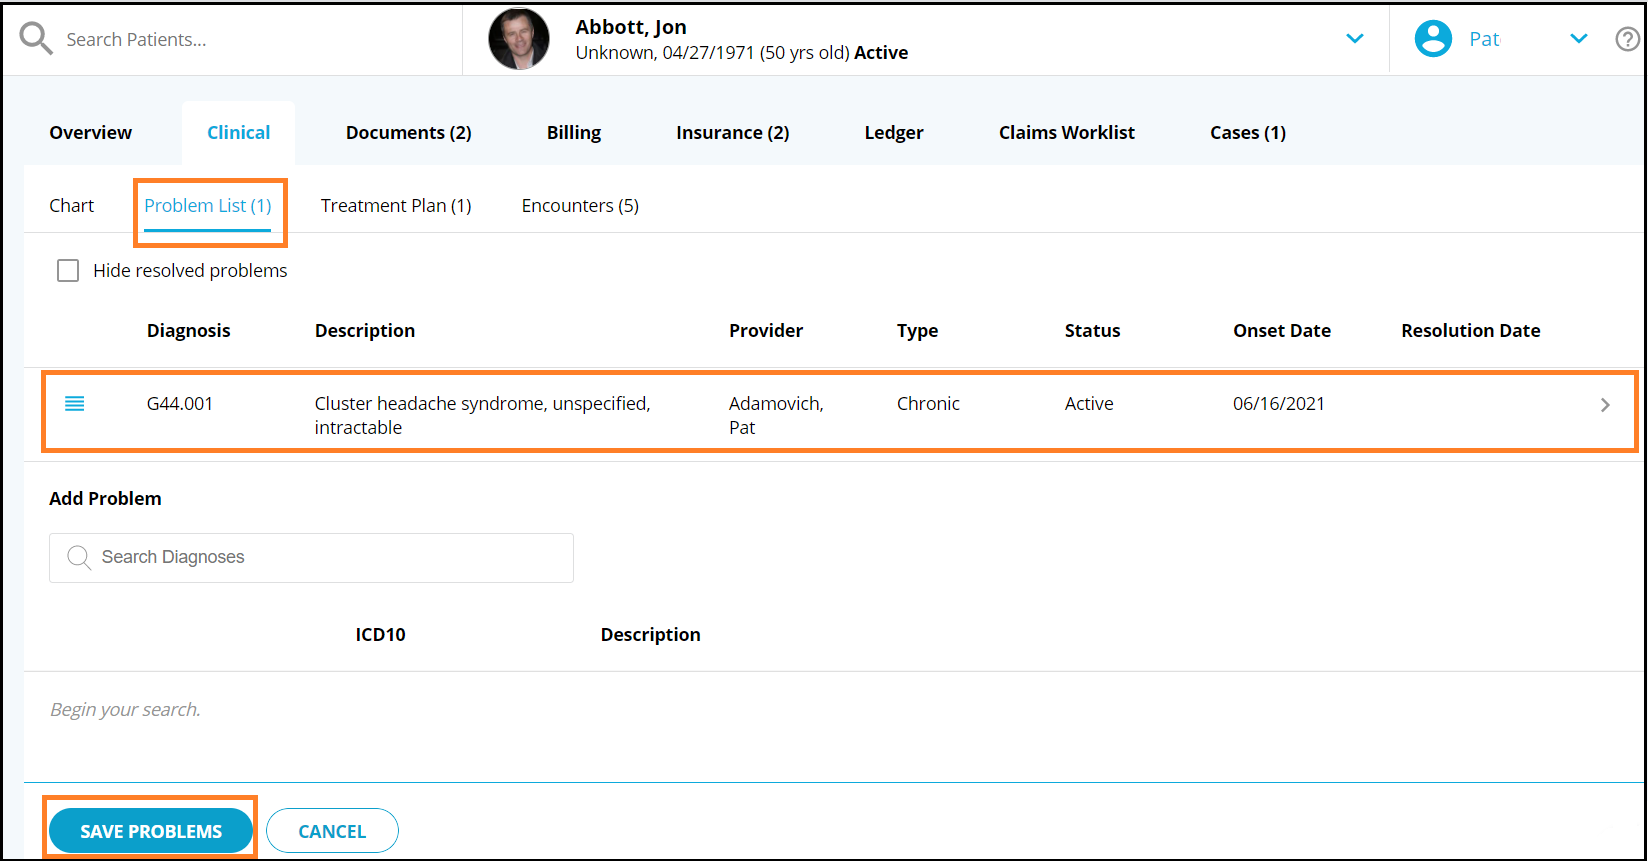 Search Patients...
Abbott, Jon
Unknown, 04/27/1971 (50 yrs old) Active
Pat
Overview
Clinical
Documents (2)
Billing
Insurance (2)
Ledger
Claims Worklist
Cases (1)
Chart
Problem List (1)
Treatment Plan (1)
Encounters (5)
Hide resolved problems
Diagnosis
Description
Provider
Type
Status
Onset Date
Resolution Date
G44.001
Cluster headache syndrome, unspecified,
intractable
Adamovich,
Pat
Chronic
Active
06/16/2021
Add Problem
Search Diagnoses
ICD10
Description
Begin your search.
SAVE PROBLEMS
CANCEL